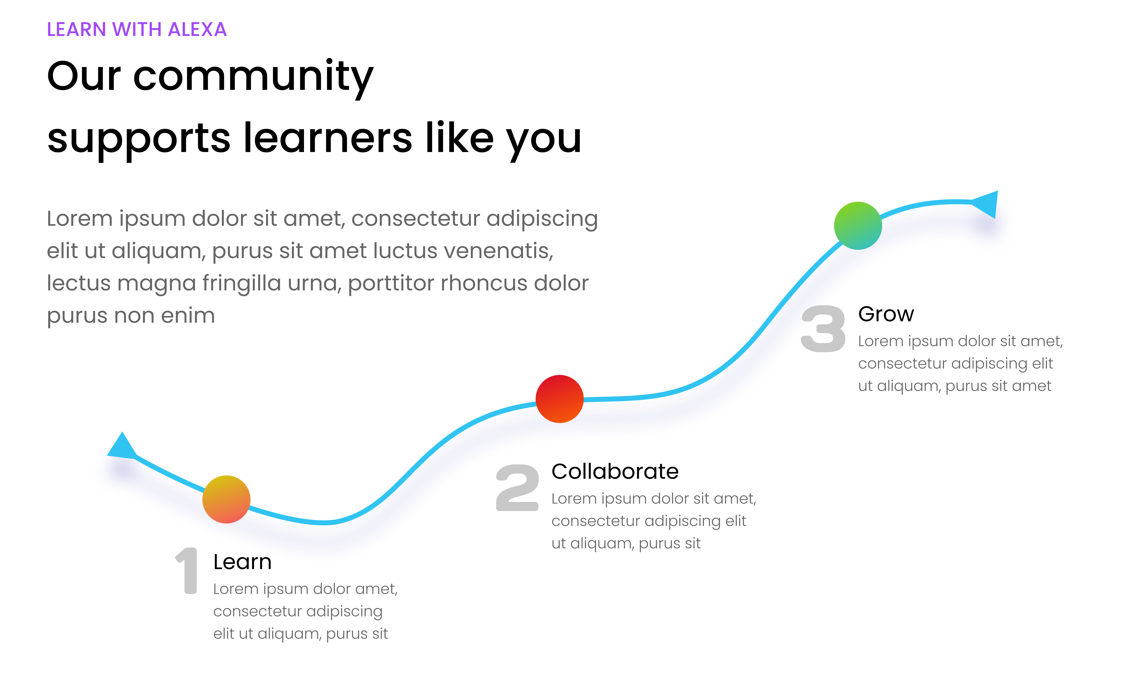 LEARN WITH ALEXA
Our community
supports learners like you
Lorem ipsum dolor sit amet, consectetur adipiscing
elit ut aliquam, purus sit amet luctus venenatis,
lectus magna fringilla urna, porttitor rhoncus dolor
purus non enim
1
Learn
Lorem ipsum dolor amet,
consectetur adipiscing
elit ut aliquam, purus sit
2
Collaborate
Lorem ipsum dolor sit amet,
consectetur adipiscing elit
ut aliquam, purus sit
3
Grow
Lorem ipsum dolor sit amet,
consectetur adipiscing elit
ut aliquam, purus sit amet